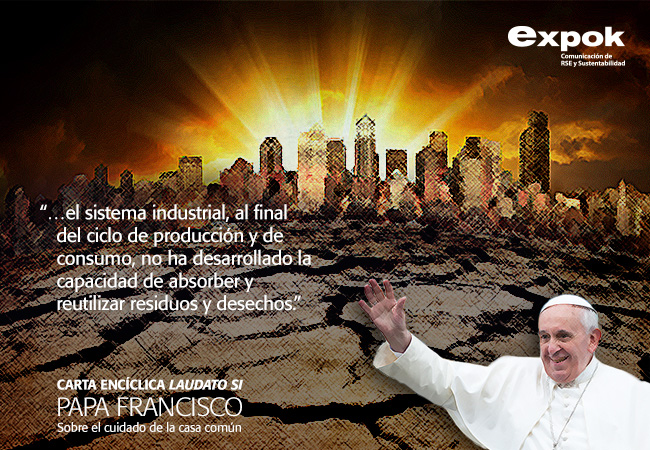 expok
Comunicación de
RSE y Sustentabilidad
“…el sistema industrial, al final
del ciclo de producción y de
consumo, no ha desarrollado la
capacidad de absorber y
reutilizar residuos y desechos.”
CARTA ENCÍCLICA LAUDATO SI
PAPA FRANCISCO
Sobre el cuidado de la casa común